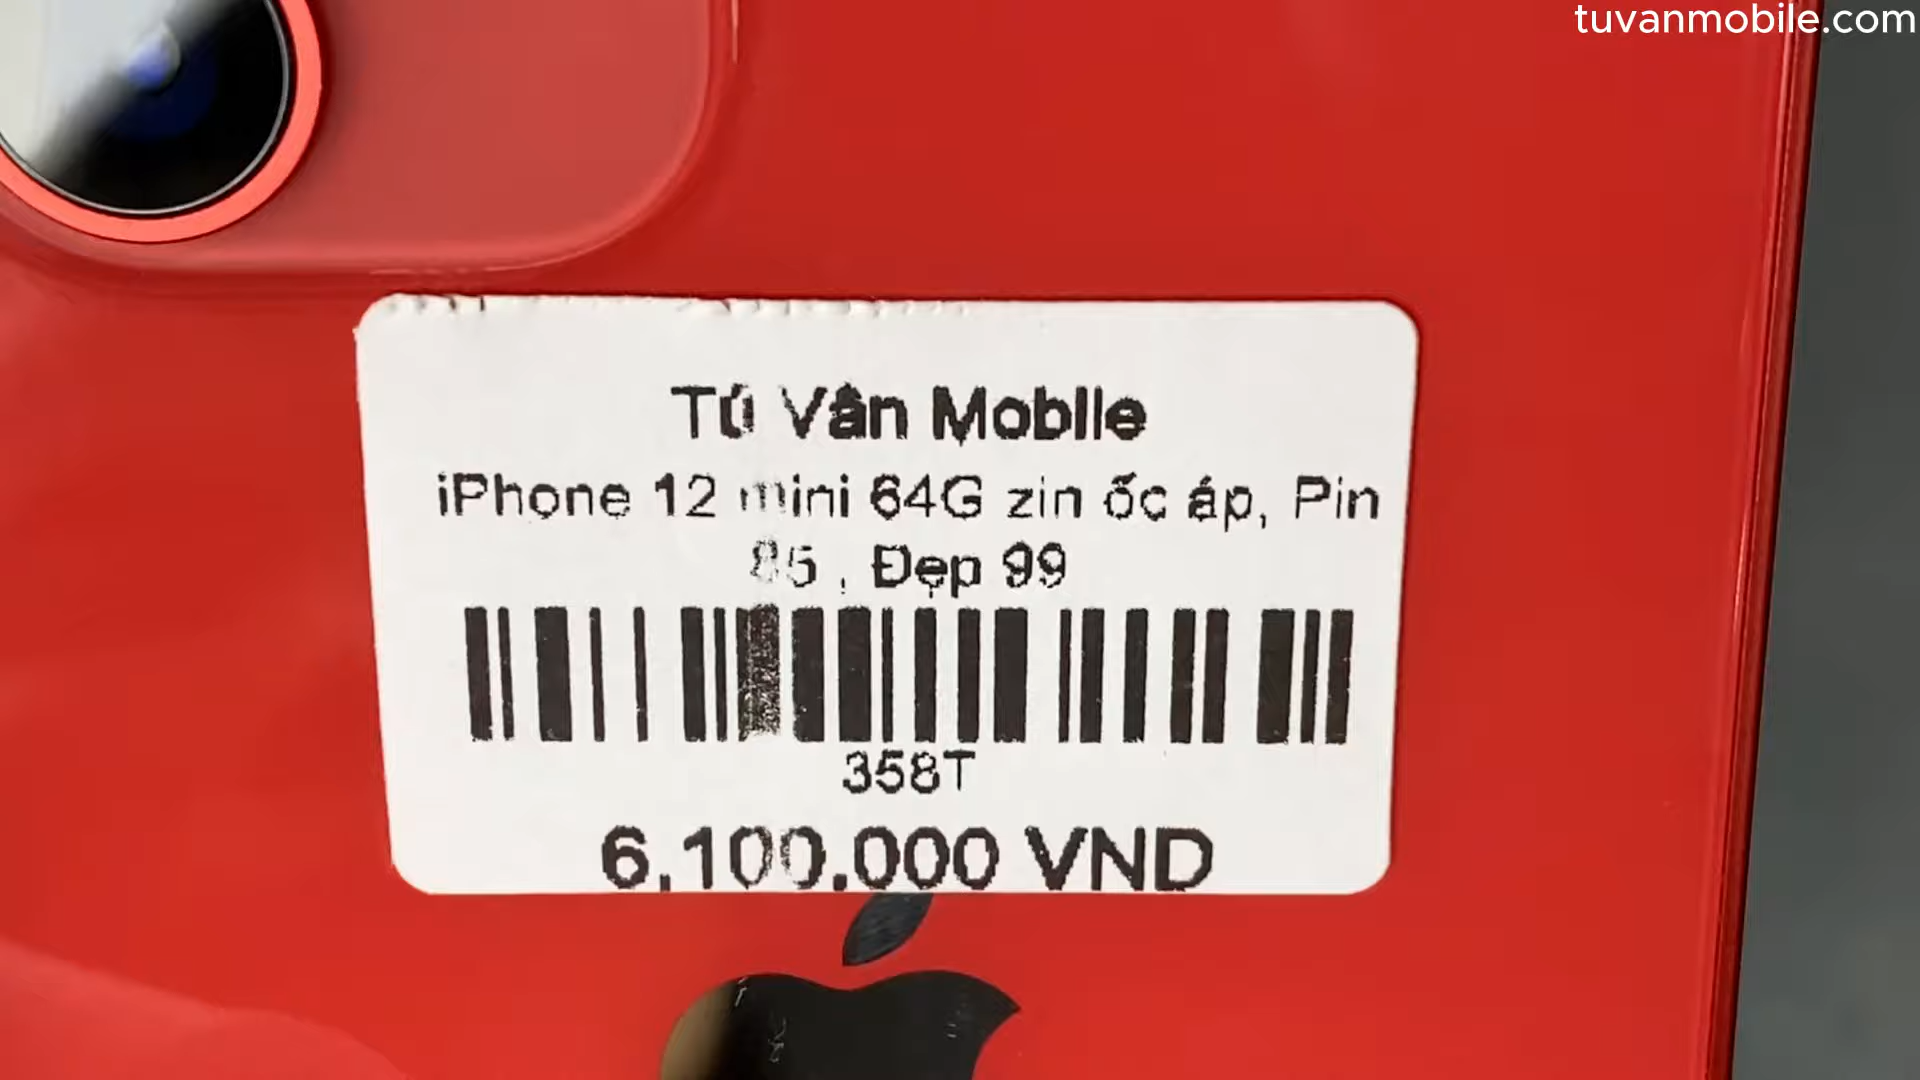 tuvanmobile.com
Tú Vân Mobile
iPhone 12 mini 64G zin ốc áp, Pin
85 , Đẹp 99
358T
6,100,000 VND